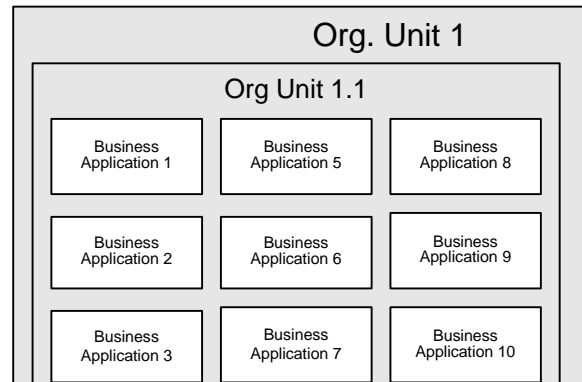 Org. Unit 1
Org Unit 1.1
Business
Application 1
Business
Application 5
Business
Application 8
Business
Application 2
Business
Application 6
Business
Application 9
Business
Application 3
Business
Application 7
Business
Application 10